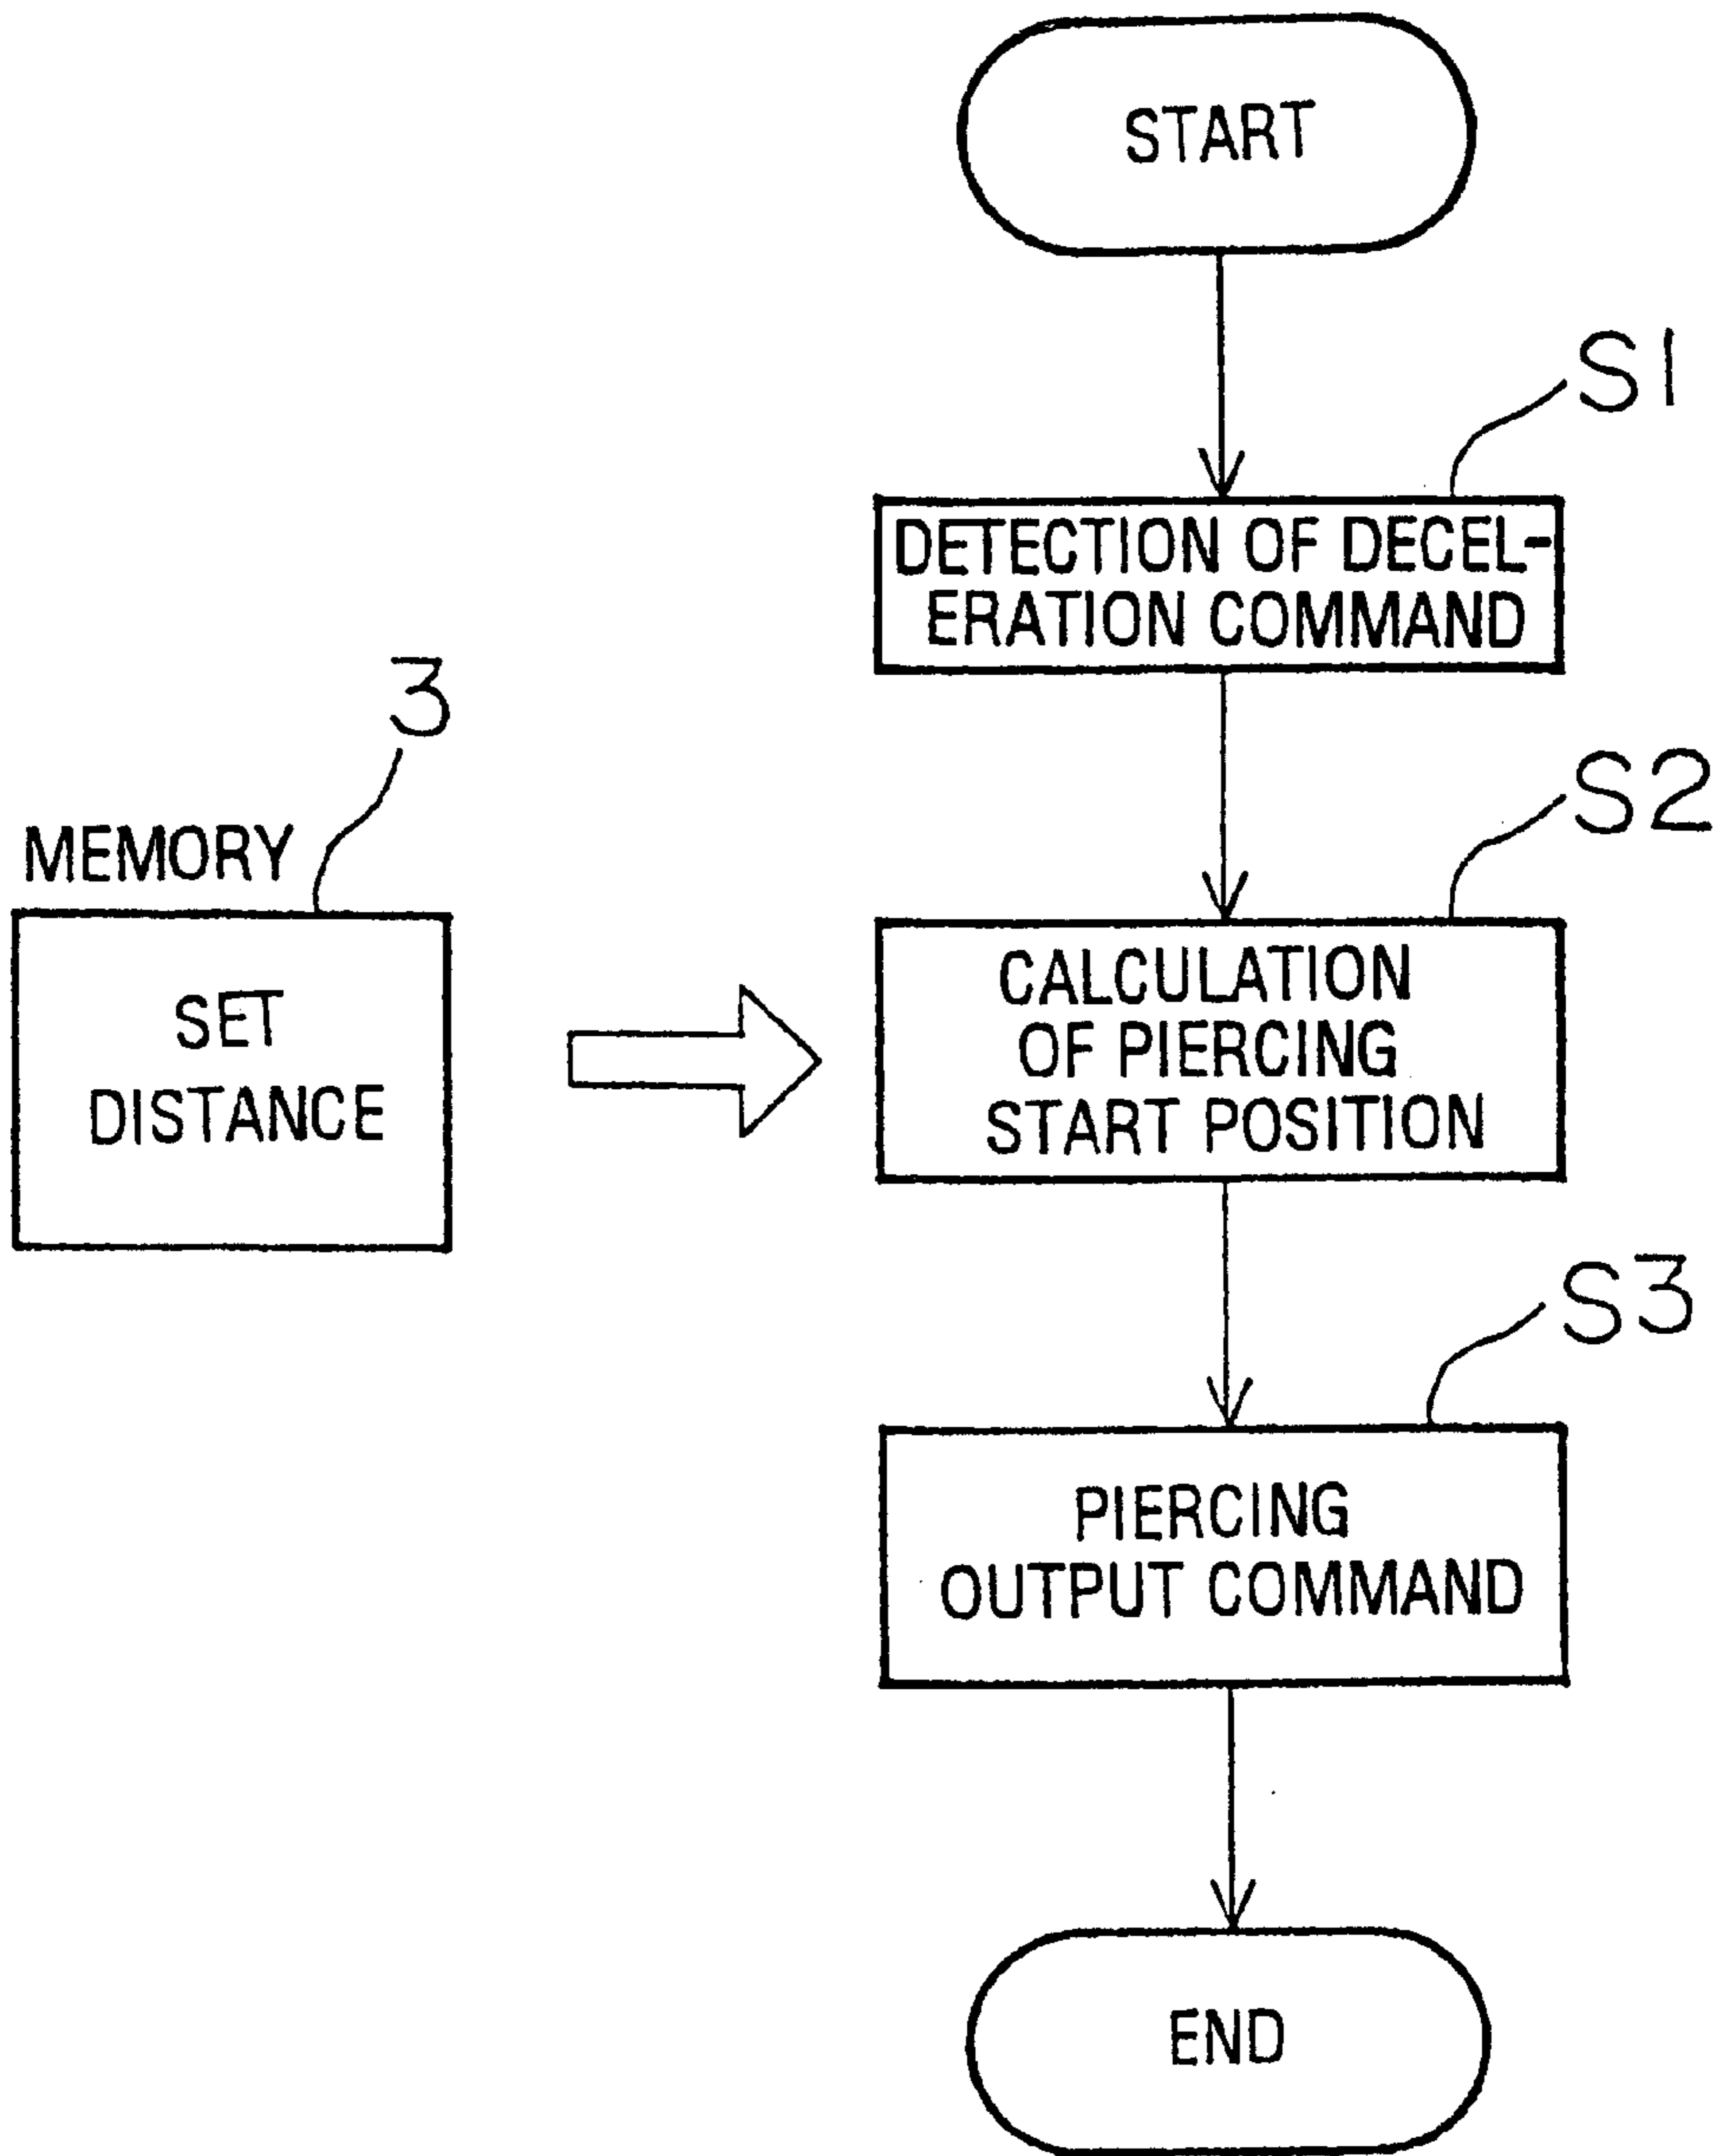 START
S1
DETECTION OF DECEL-
ERATION COMMAND
3
MEMORY
SET
DISTANCE
S2
CALCULATION
OF PIERCING
START POSITION
S3
PIERCING
OUTPUT COMMAND
END